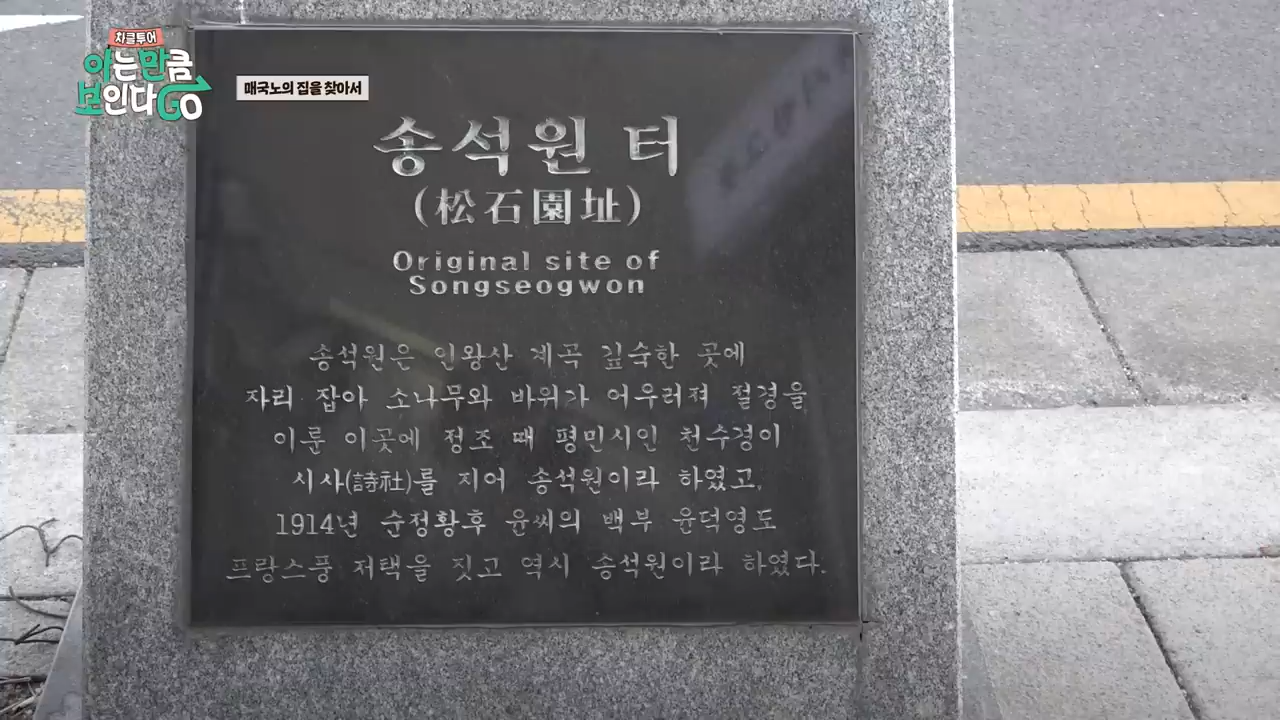 차클투어
아는만큼
보인다GO
매국노의 집을 찾아서
송석원 터
(松石園址)
Original site of
Songseogwon
송석원은 인왕산 계곡 깊숙한 곳에
자리 잡아 소나무와 바위가 어우러져 절경을
이룬 이곳에 정조 때 평민시인 천수경이
시사(詩社)를 지어 송석원이라 하였고,
1914년 순정황후 윤씨의 백부 윤덕영도
프랑스풍 저택을 짓고 역시 송석원이라 하였다.